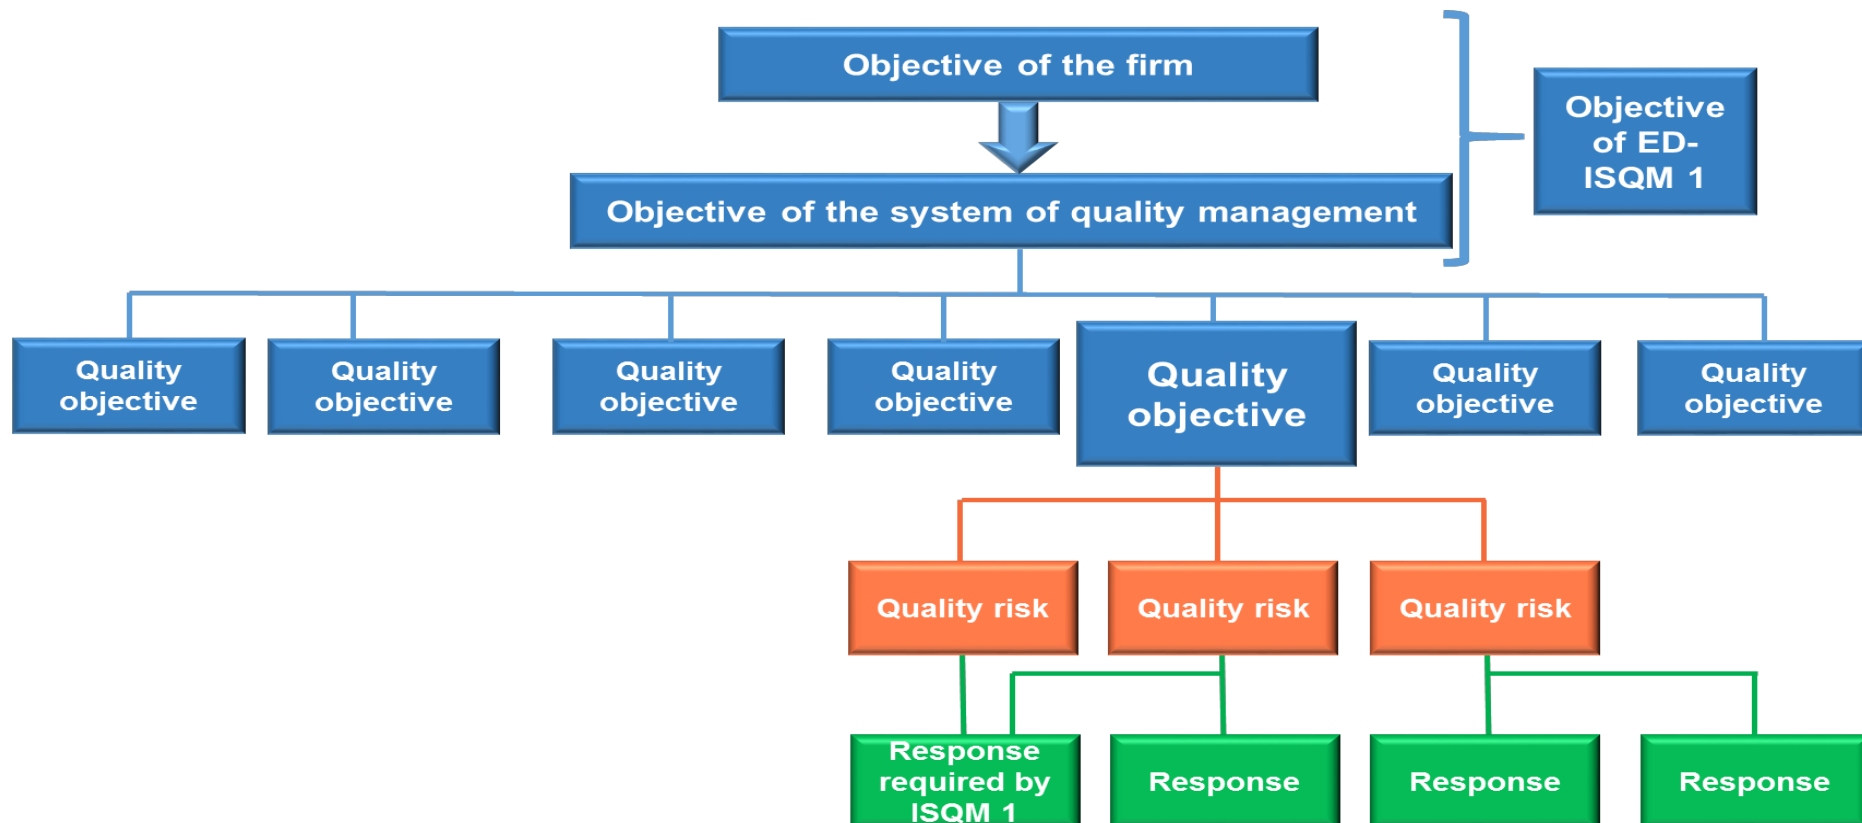 Objective of the firm
Objective
of ED-
ISQM 1
Objective of the system of quality management
Quality
objective
Quality
objective
Quality
objective
Quality
objective
Quality
objective
Quality
objective
Quality
objective
Quality risk
Quality risk
Quality risk
Response
required by
ISQM 1
Response
Response
Response